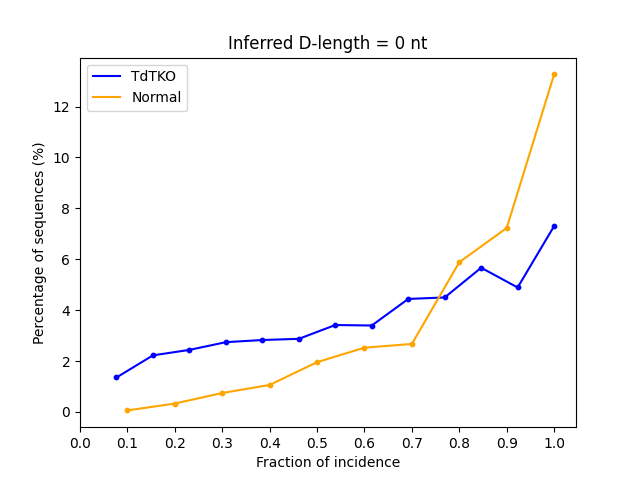 Inferred D-length = 0 nt
TdTKO
Normal
12
10
8
6
4
2
0
Percentage of sequences (%)
0.0 0.1 0.2 0.3 0.4 0.5 0.6 0.7 0.8 0.9 1.0
Fraction of incidence